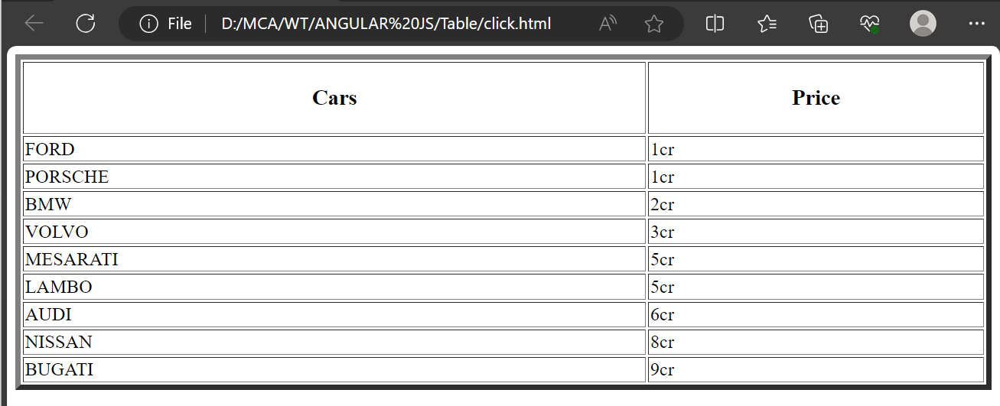 File D:/MCA/WT/ANGULAR%20JS/Table/click.html
Cars Price
FORD 1cr
PORSCHE 1cr
BMW 2cr
VOLVO 3cr
MESARATI 5cr
LAMBO 5cr
AUDI 6cr
NISSAN 8cr
BUGATI 9cr